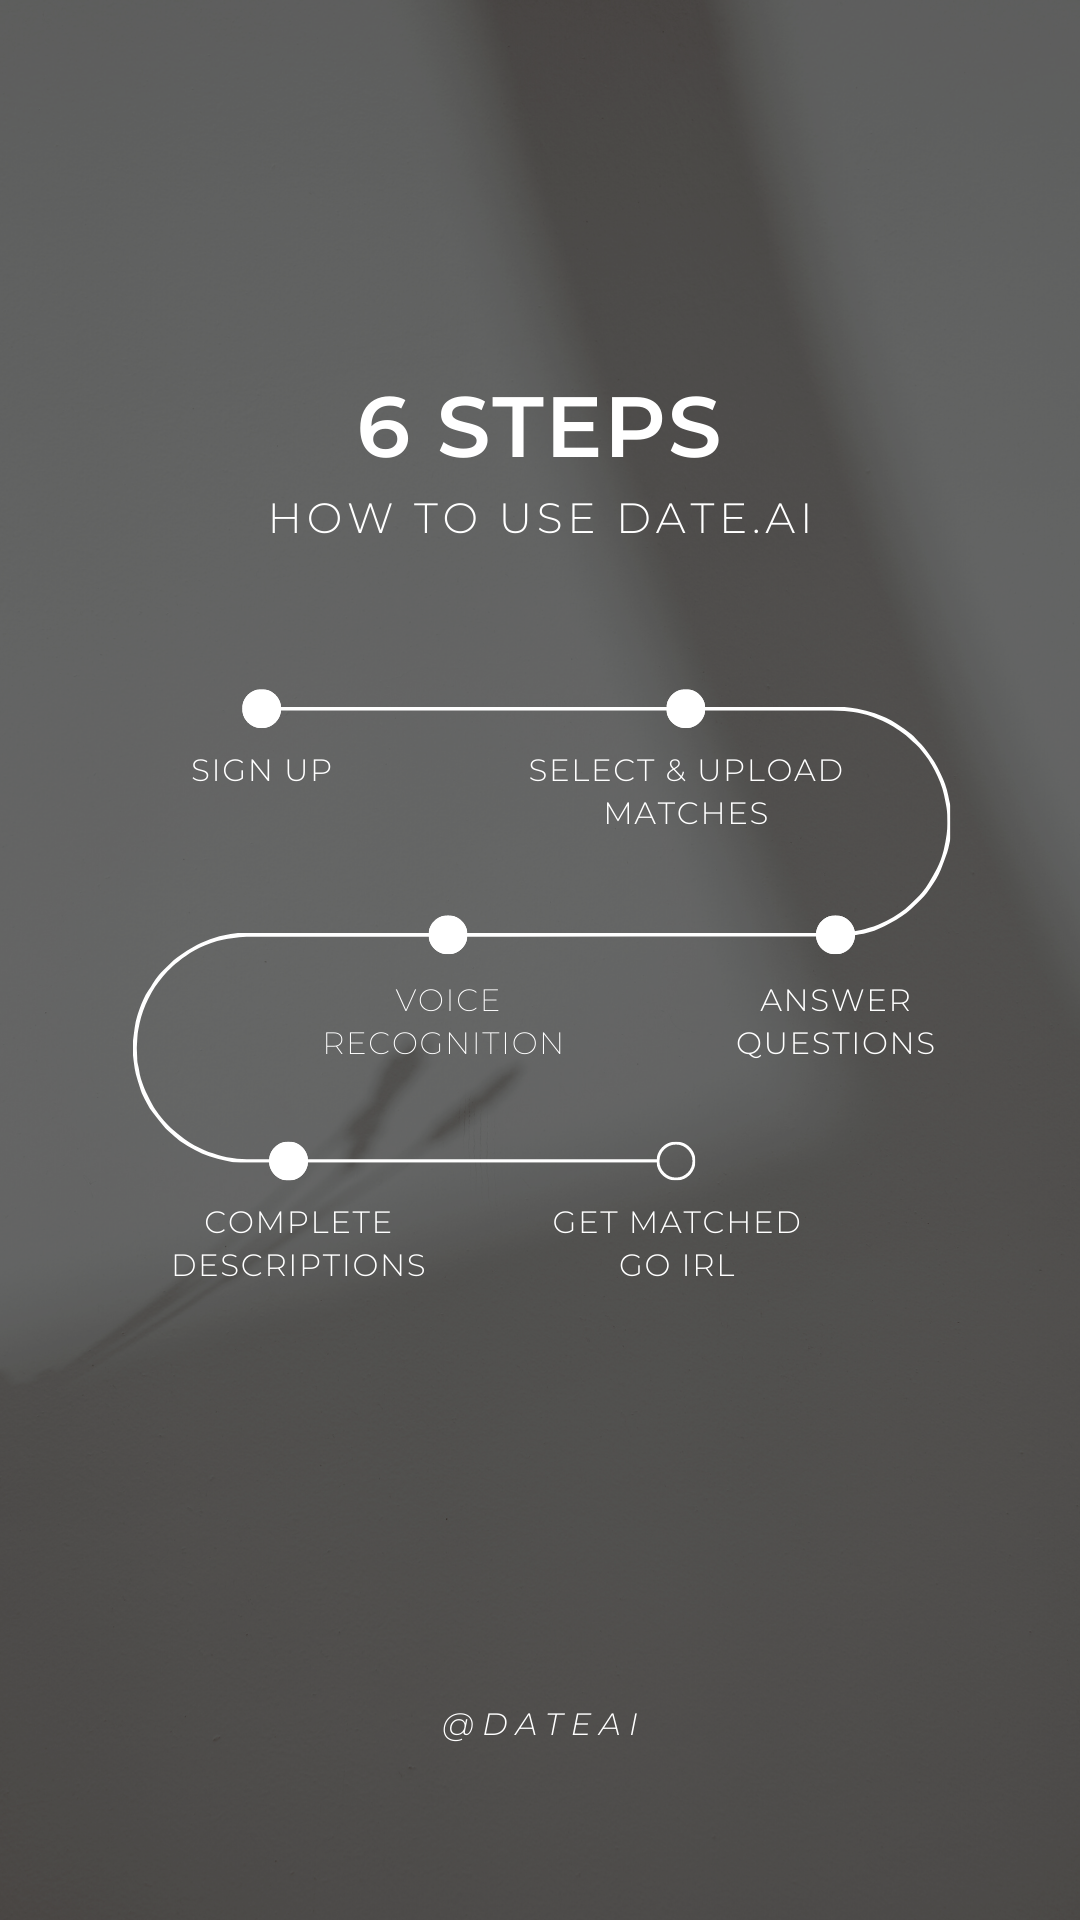 6 STEPS
HOW TO USE DATE.AI
SIGN UP
SELECT & UPLOAD
MATCHES
ANSWER
QUESTIONS
VOICE
RECOGNITION
COMPLETE
DESCRIPTIONS
GET MATCHED
GO IRL
@DATEAI